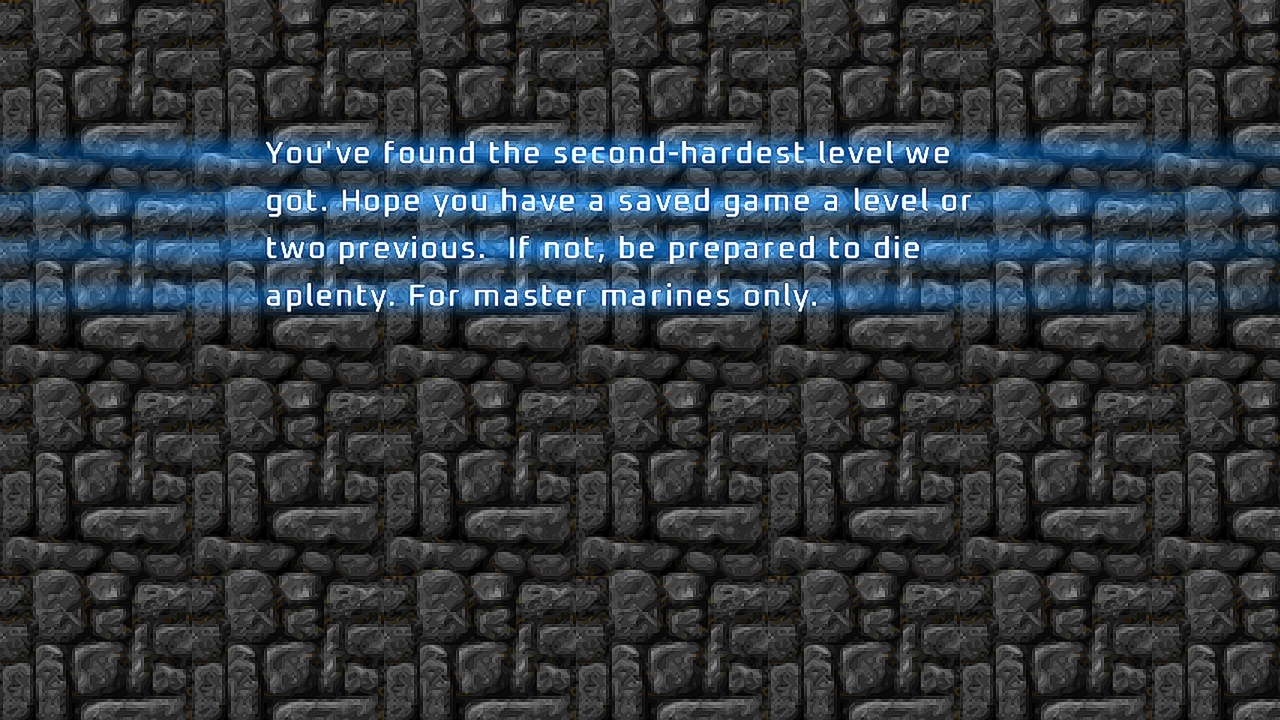 You've found the second-hardest level we
got. Hope you have a saved game a level or
two previous.  If not, be prepared to die
aplenty. For master marines only.